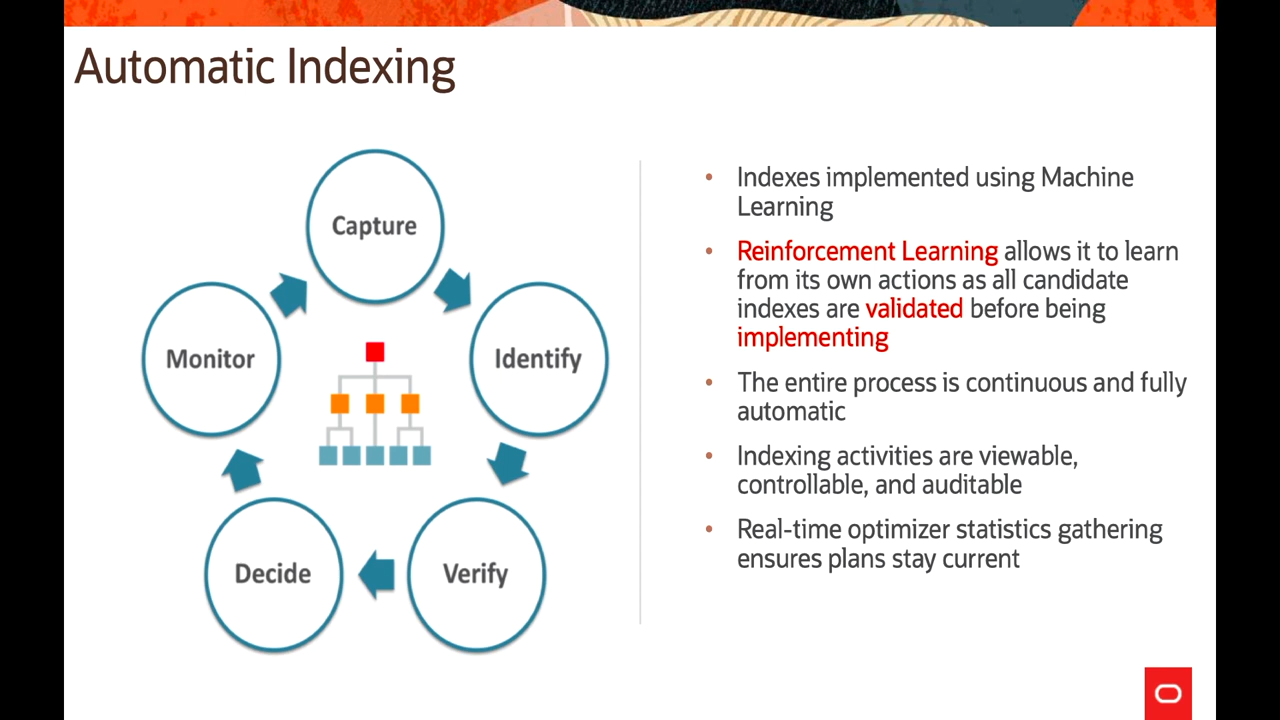 Automatic Indexing
Capture
Identify
Verify
Decide
Monitor
• Indexes implemented using Machine
Learning
• Reinforcement Learning allows it to learn
from its own actions as all candidate
indexes are validated before being
implementing
• The entire process is continuous and fully
automatic
• Indexing activities are viewable,
controllable, and auditable
• Real-time optimizer statistics gathering
ensures plans stay current